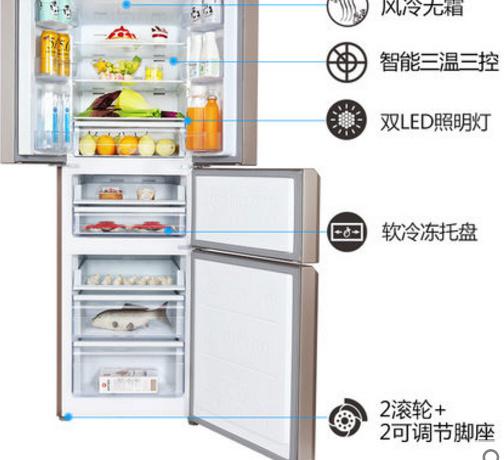 风冷无霜
智能三温三控
双LED照明灯
软冷冻托盘
2滚轮+
2可调节脚座